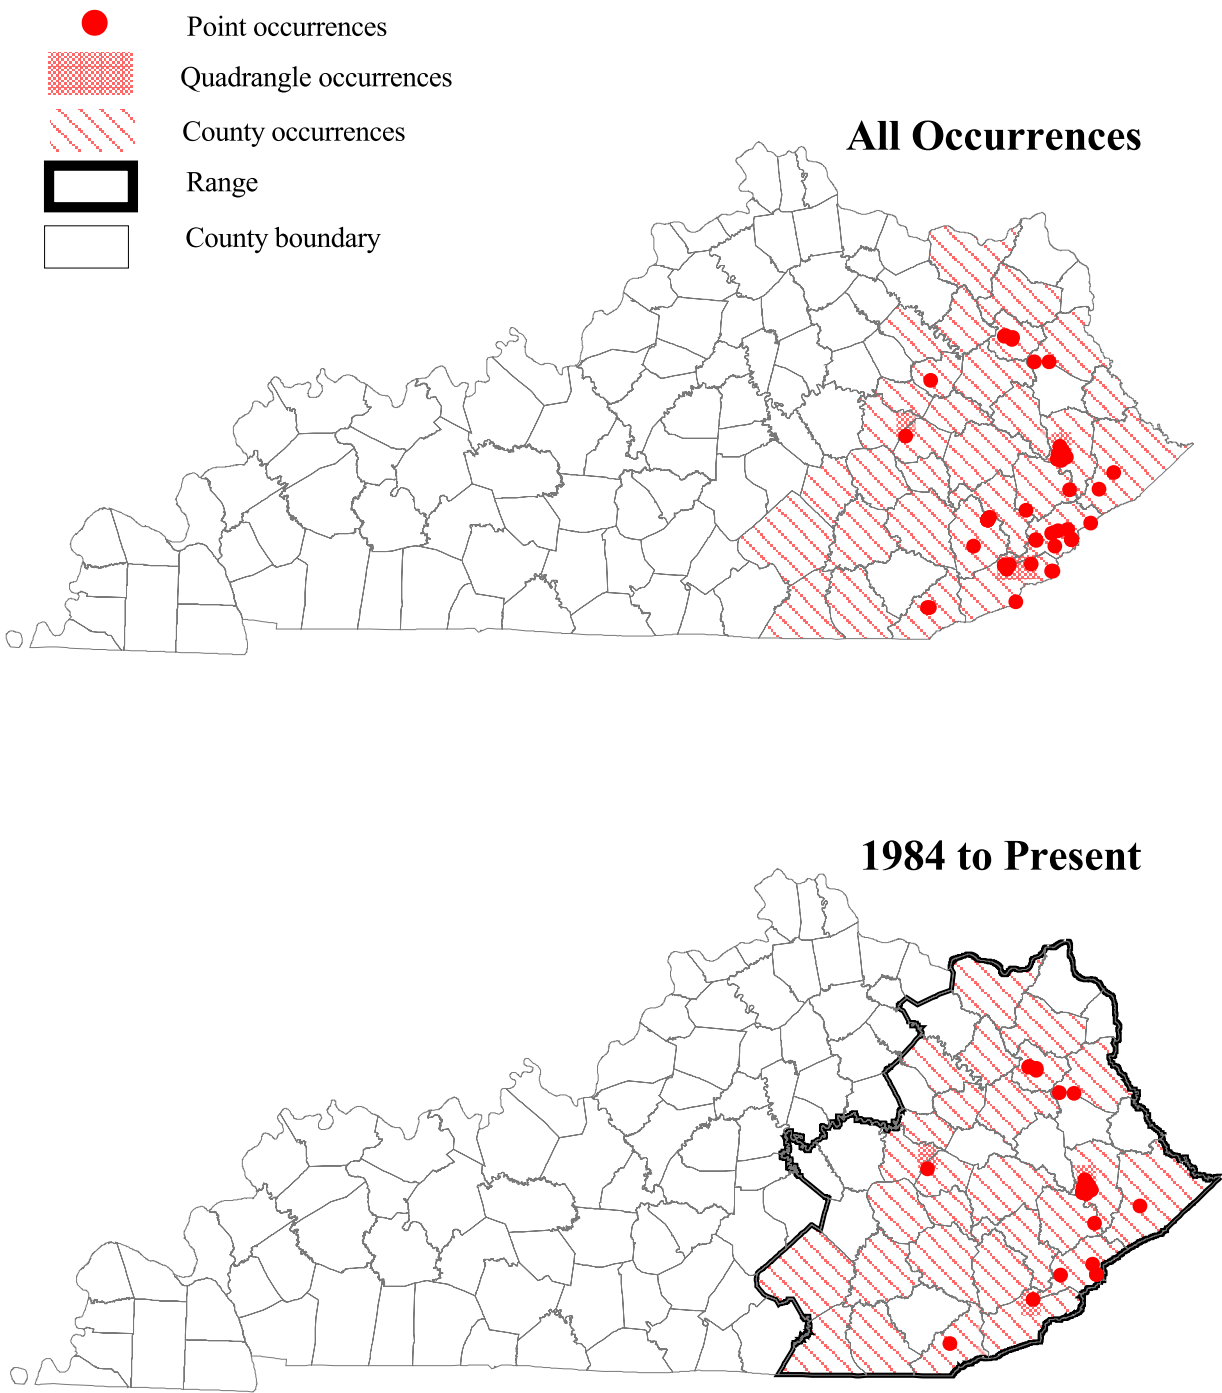 Point occurrences
Quadrangle occurrences
County occurrences
Range
County boundary
All Occurrences
1984 to Present